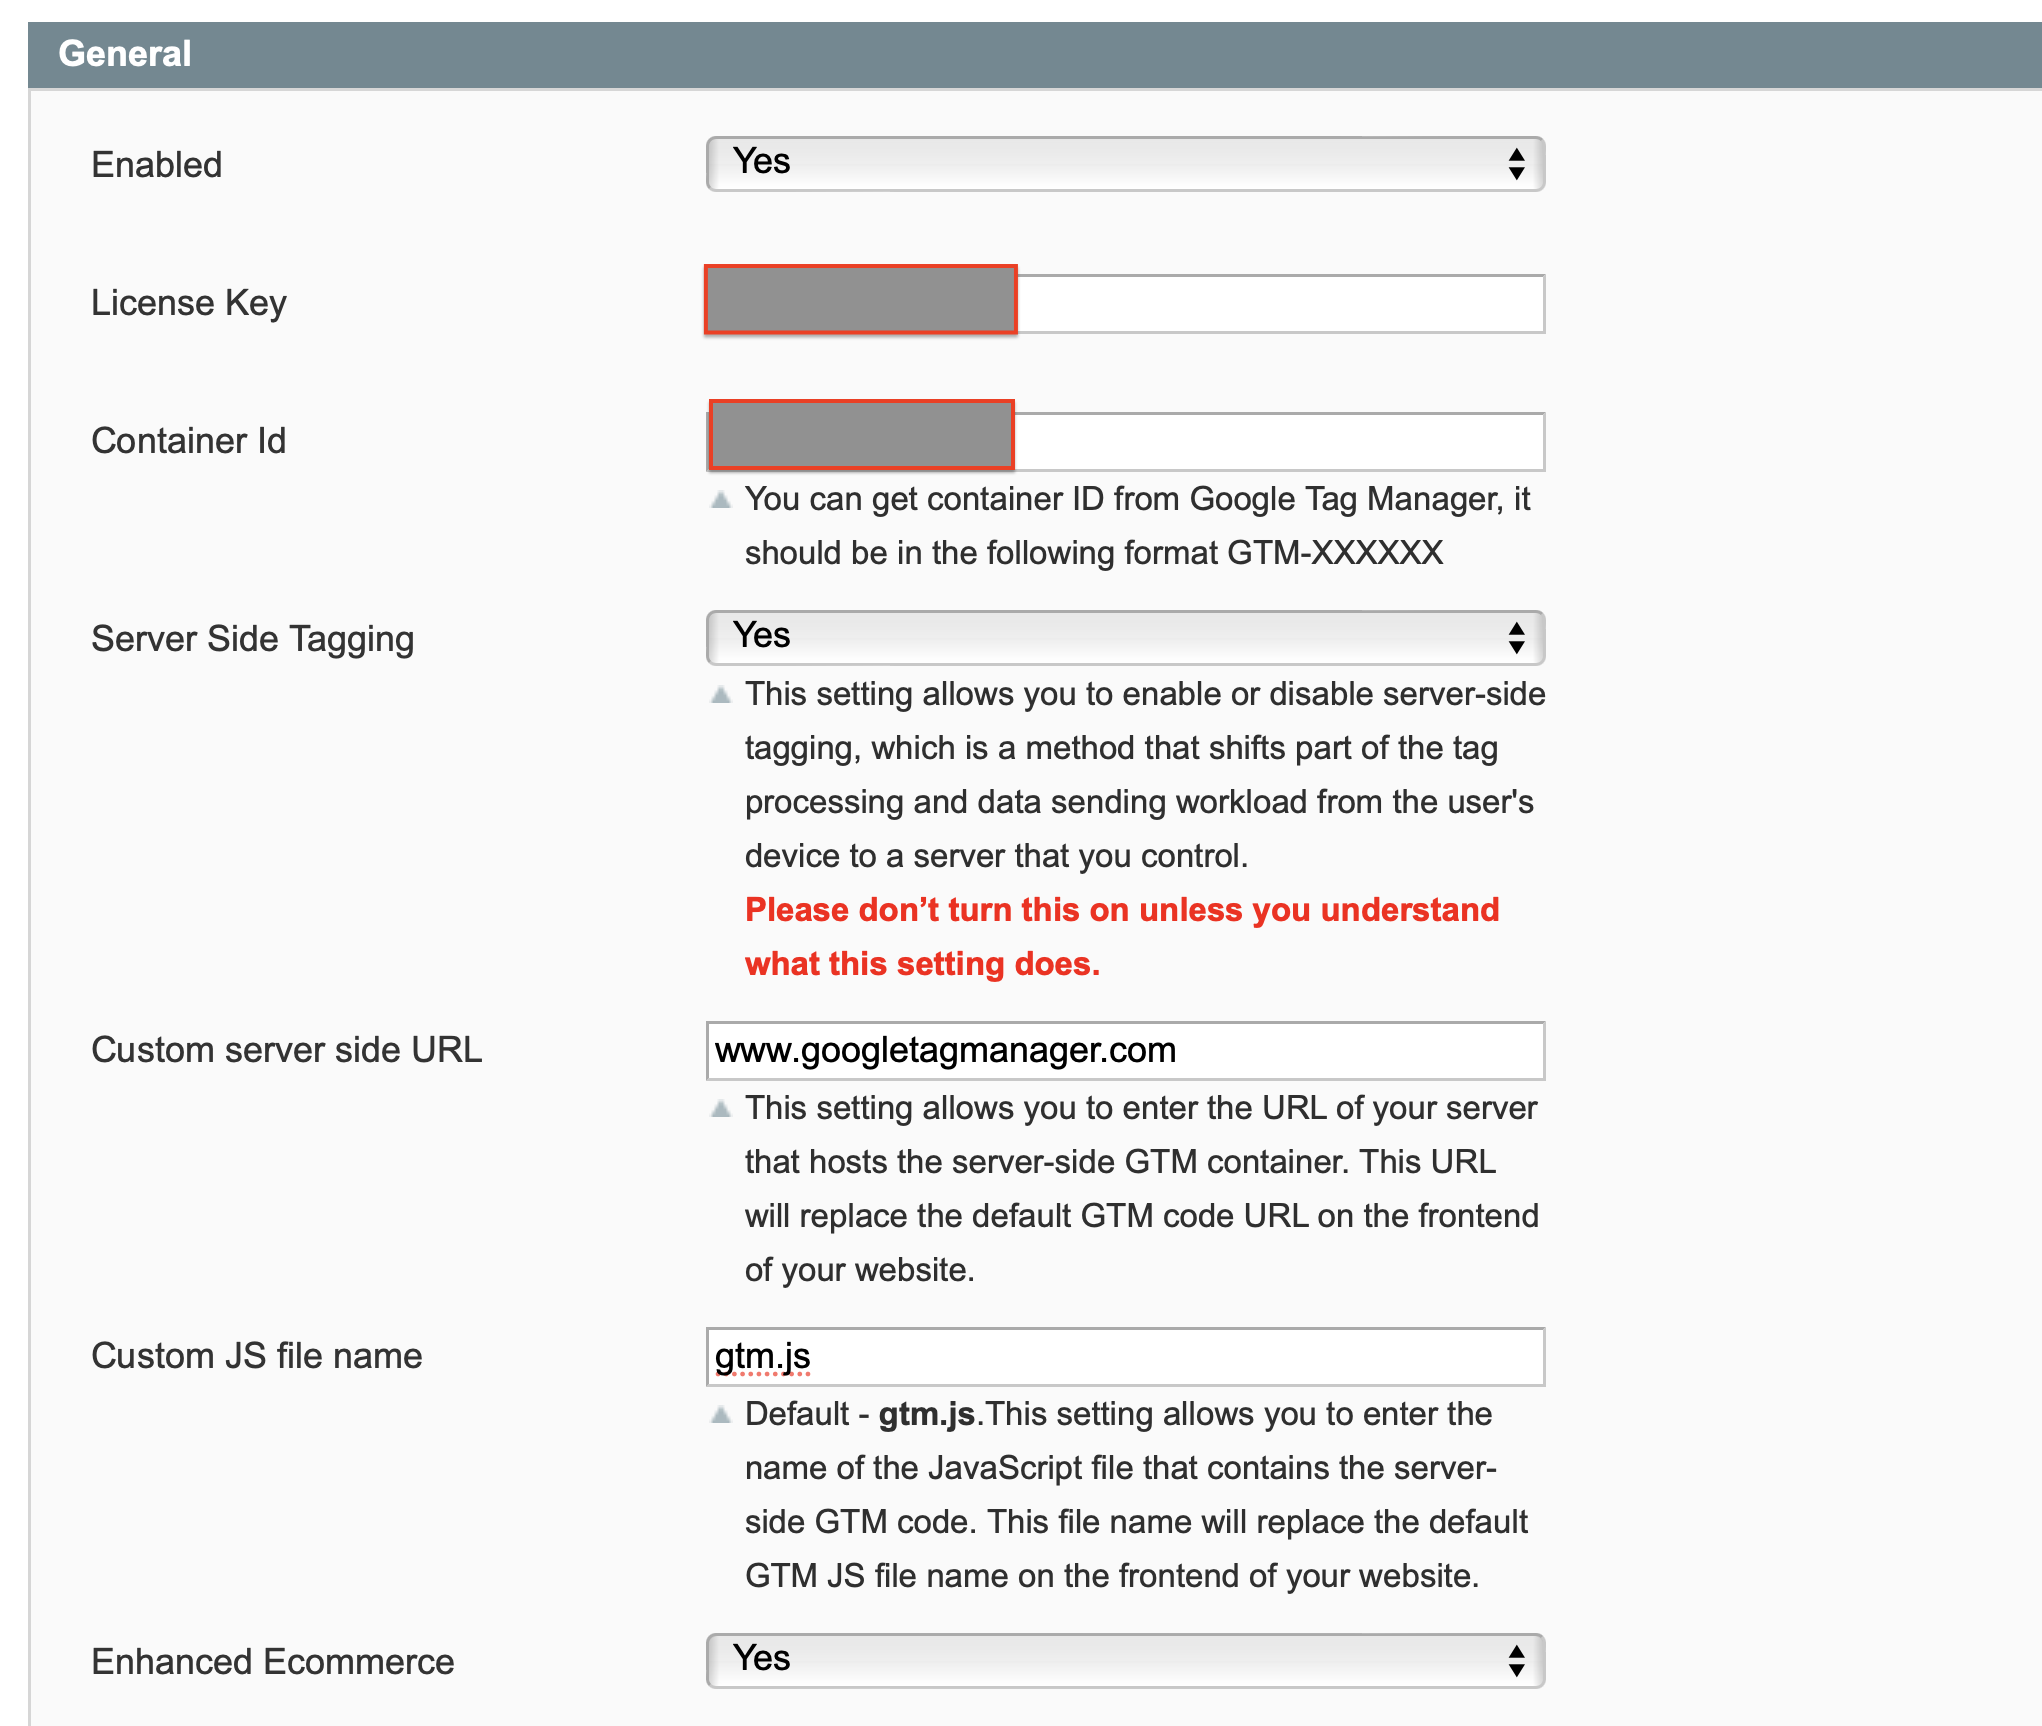 General
Enabled
Yes
License Key
Container Id
You can get container ID from Google Tag Manager, it
should be in the following format GTM-XXXXXX
Server Side Tagging
Yes
This setting allows you to enable or disable server-side
tagging, which is a method that shifts part of the tag
processing and data sending workload from the user's
device to a server that you control.
Please don’t turn this on unless you understand
what this setting does.
Custom server side URL
www.googletagmanager.com
This setting allows you to enter the URL of your server
that hosts the server-side GTM container. This URL
will replace the default GTM code URL on the frontend
of your website.
Custom JS file name
gtm.js
Default - gtm.js.This setting allows you to enter the
name of the JavaScript file that contains the server-
side GTM code. This file name will replace the default
GTM JS file name on the frontend of your website.
Enhanced Ecommerce
Yes